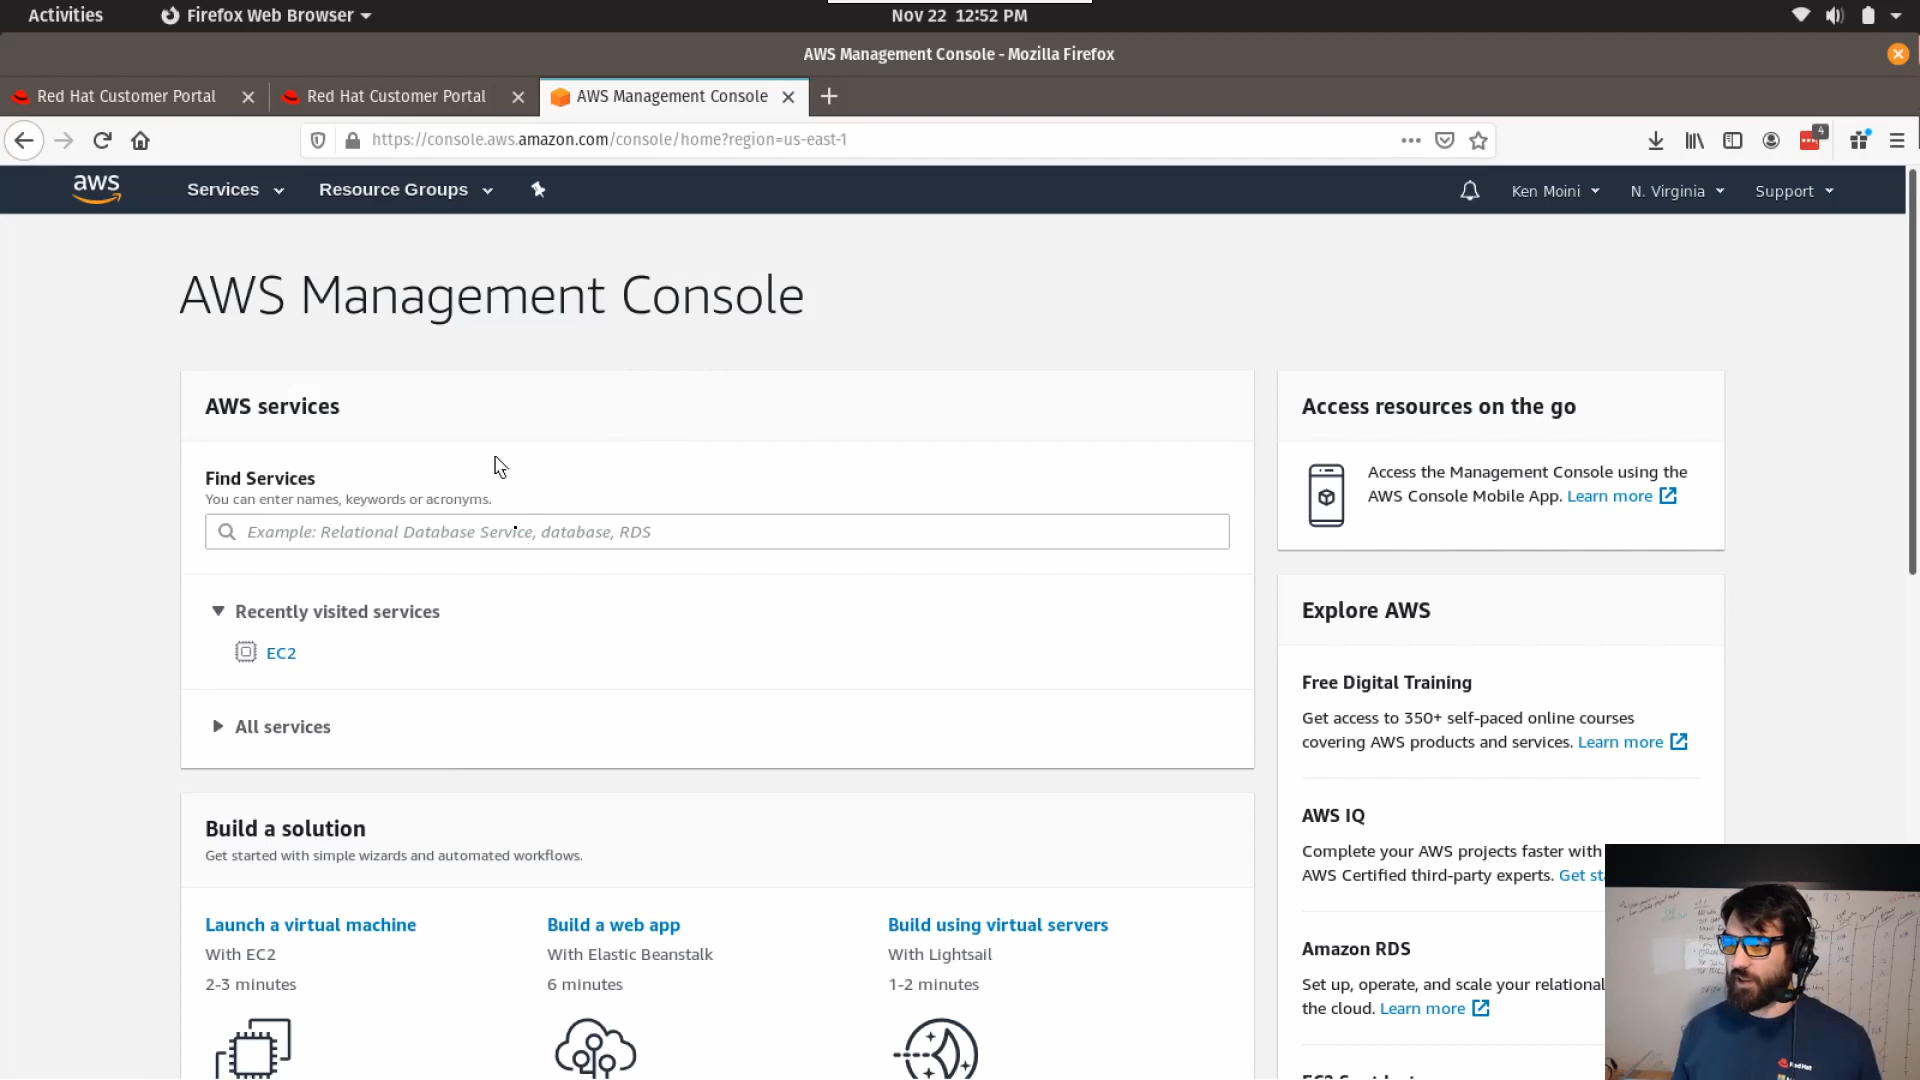 Activities
Firefox Web Browser
Nov 22 12:52 PM
AWS Management Console - Mozilla Firefox
Red Hat Customer Portal
Red Hat Customer Portal
AWS Management Console
https://console.aws.amazon.com/console/home?region=us-east-1
4
aws
Services
Resource Groups
Ken Moini
N. Virginia
Support
AWS Management Console
AWS services
Find Services
You can enter names, keywords or acronyms.
Example: Relational Database Service, database, RDS
Recently visited services
EC2
All services
Build a solution
Get started with simple wizards and automated workflows.
Launch a virtual machine
With EC2
2-3 minutes
Build a web app
With Elastic Beanstalk
6 minutes
Build using virtual servers
With Lightsail
1-2 minutes
Access resources on the go
Access the Management Console using the
AWS Console Mobile App. Learn more
Explore AWS
Free Digital Training
Get access to 350+ self-paced online courses
covering AWS products and services. Learn more
AWS IQ
Complete your AWS projects faster with
AWS Certified third-party experts. Get st
Amazon RDS
Set up, operate, and scale your relational
the cloud. Learn more
Red Hat